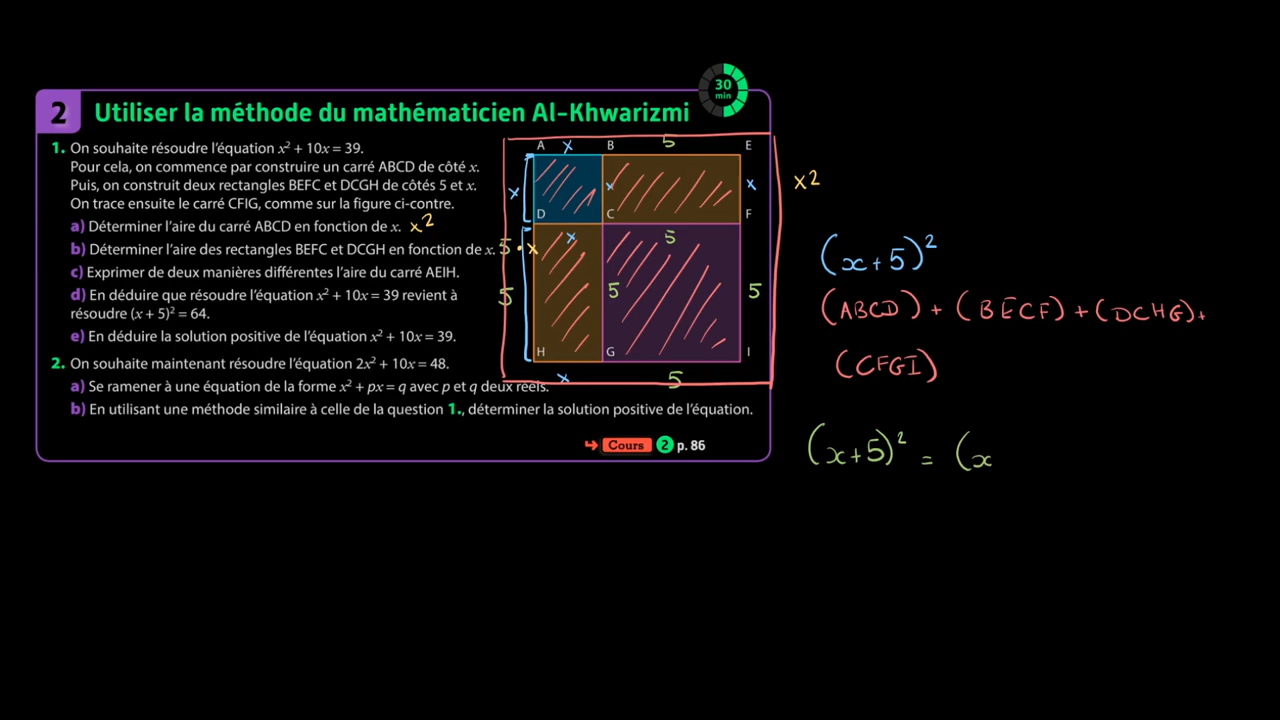 30
min
2 Utiliser la méthode du mathématicien Al-Khwarizmi
1. On souhaite résoudre l'équation x² + 10x = 39.
Pour cela, on commence par construire un carré ABCD de côté x.
Puis, on construit deux rectangles BEFC et DCGH de côtés 5 et x.
On trace ensuite le carré CFIG, comme sur la figure ci-contre.
a) Déterminer l'aire du carré ABCD en fonction de x. x2
b) Déterminer l'aire des rectangles BEFC et DCGH en fonction de x. 5 • x
c) Exprimer de deux manières différentes l'aire du carré AEIH.
d) En déduire que résoudre l'équation x² + 10x = 39 revient à
résoudre (x + 5)² = 64.
e) En déduire la solution positive de l'équation x² + 10x = 39.
2. On souhaite maintenant résoudre l'équation 2x² + 10x = 48.
a) Se ramener à une équation de la forme x² + px = q avec p et q deux réels.
b) En utilisant une méthode similaire à celle de la question 1., déterminer la solution positive de l'équation.
Cours 2 p. 86
A x B 5 E
x x x
D C F
x 5
5 5 5
H G I
x 5
x2
(x+5)²
(ABCD) + (BECF) + (DCHG) +
(CFGI)
(x+5)² = (x